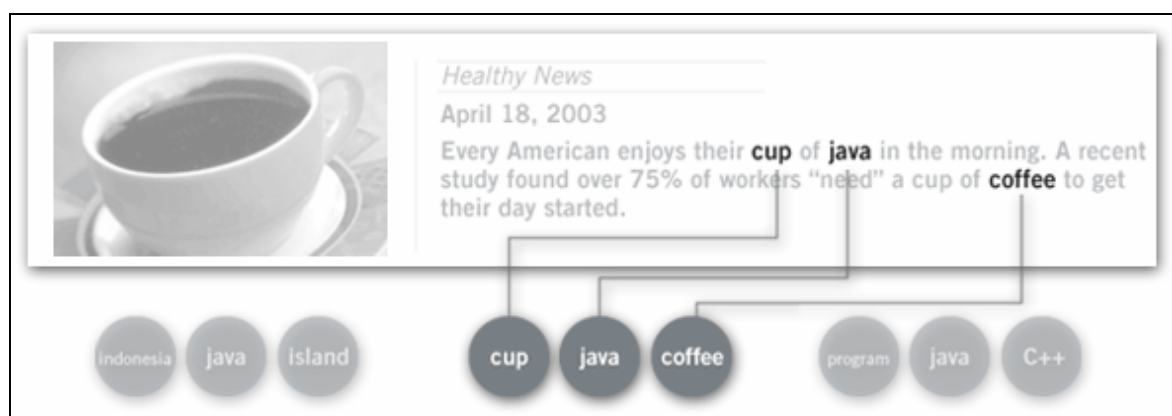 Healthy News
April 18, 2003
Every American enjoys their cup of java in the morning. A recent
study found over 75% of workers “need” a cup of coffee to get
their day started.
indonesia java island cup java coffee program java C++